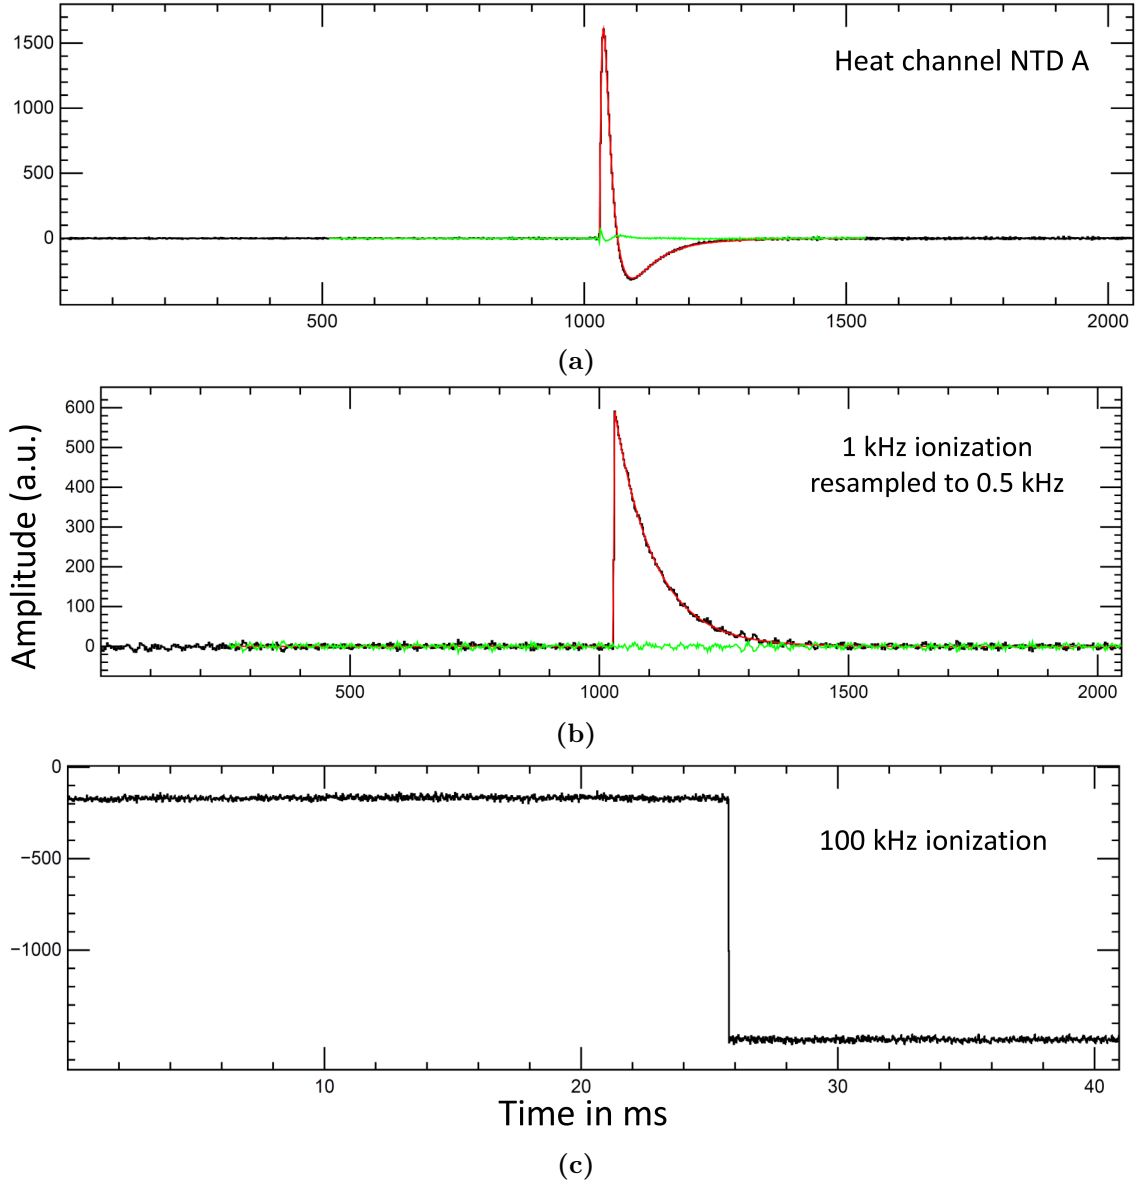 1500
1000
500
0
Heat channel NTD A
500
1000
1500
2000
(a)
600
500
400
300
200
100
0
1 kHz ionization
resampled to 0.5 kHz
500
1000
1500
2000
Amplitude (a.u.)
(b)
0
−500
−1000
100 kHz ionization
10
20
30
40
Time in ms
(c)